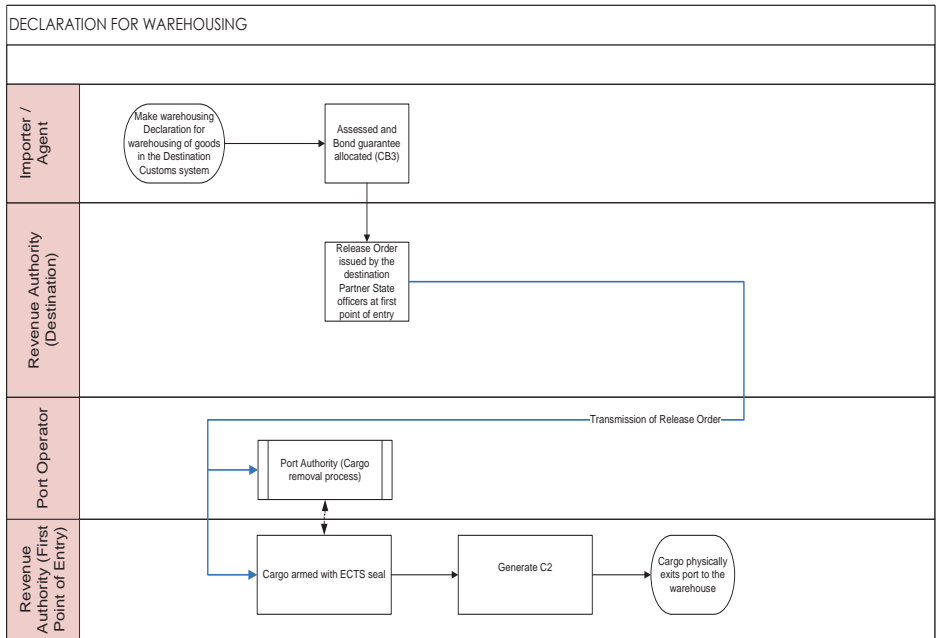 DECLARATION FOR WAREHOUSING
Importer /
Agent
Make warehousing
Declaration for
warehousing of goods
in the Destination
Customs system
Assessed and
Bond guarantee
allocated (CB3)
Revenue Authority
(Destination)
Release Order
issued by the
destination
Partner State
officers at first
point of entry
Port Operator
Transmission of Release Order
Port Authority (Cargo
removal process)
Revenue
Authority (First
Point of Entry)
Cargo armed with ECTS seal
Generate C2
Cargo physically
exits port to the
warehouse